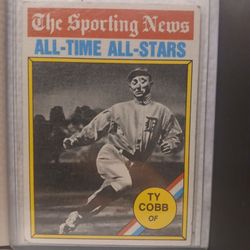 The Sporting News
ALL-TIME ALL-STARS
TY
COBB
OF